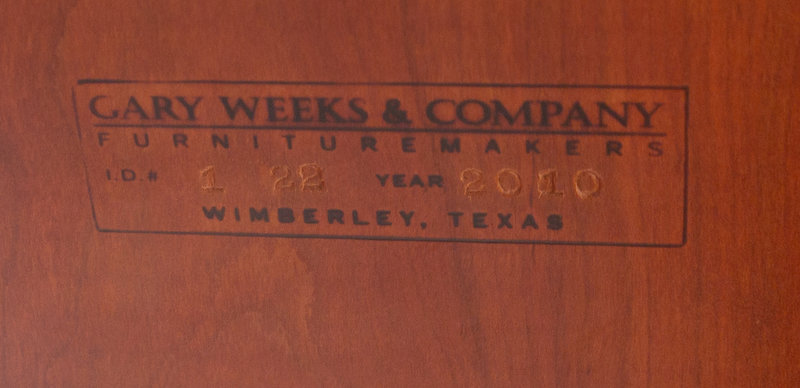 GARY WEEKS & COMPANY
FURNITUREMAKERS
I.D.# 1 22 YEAR 2010
WIMBERLEY, TEXAS